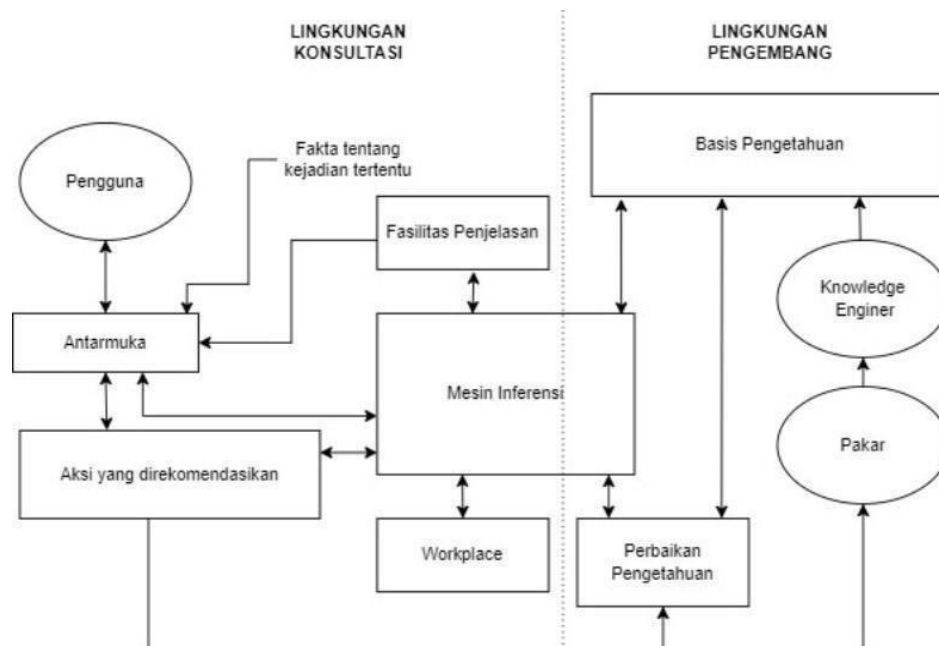 LINGKUNGAN
KONSULTASI
LINGKUNGAN
PENGEMBANG
Basis Pengetahuan
Fakta tentang
kejadian tertentu
Pengguna
Fasilitas Penjelasan
Knowledge
Enginer
Antarmuka
Mesin Inferensi
Pakar
Aksi yang direkomendasikan
Workplace
Perbaikan
Pengetahuan